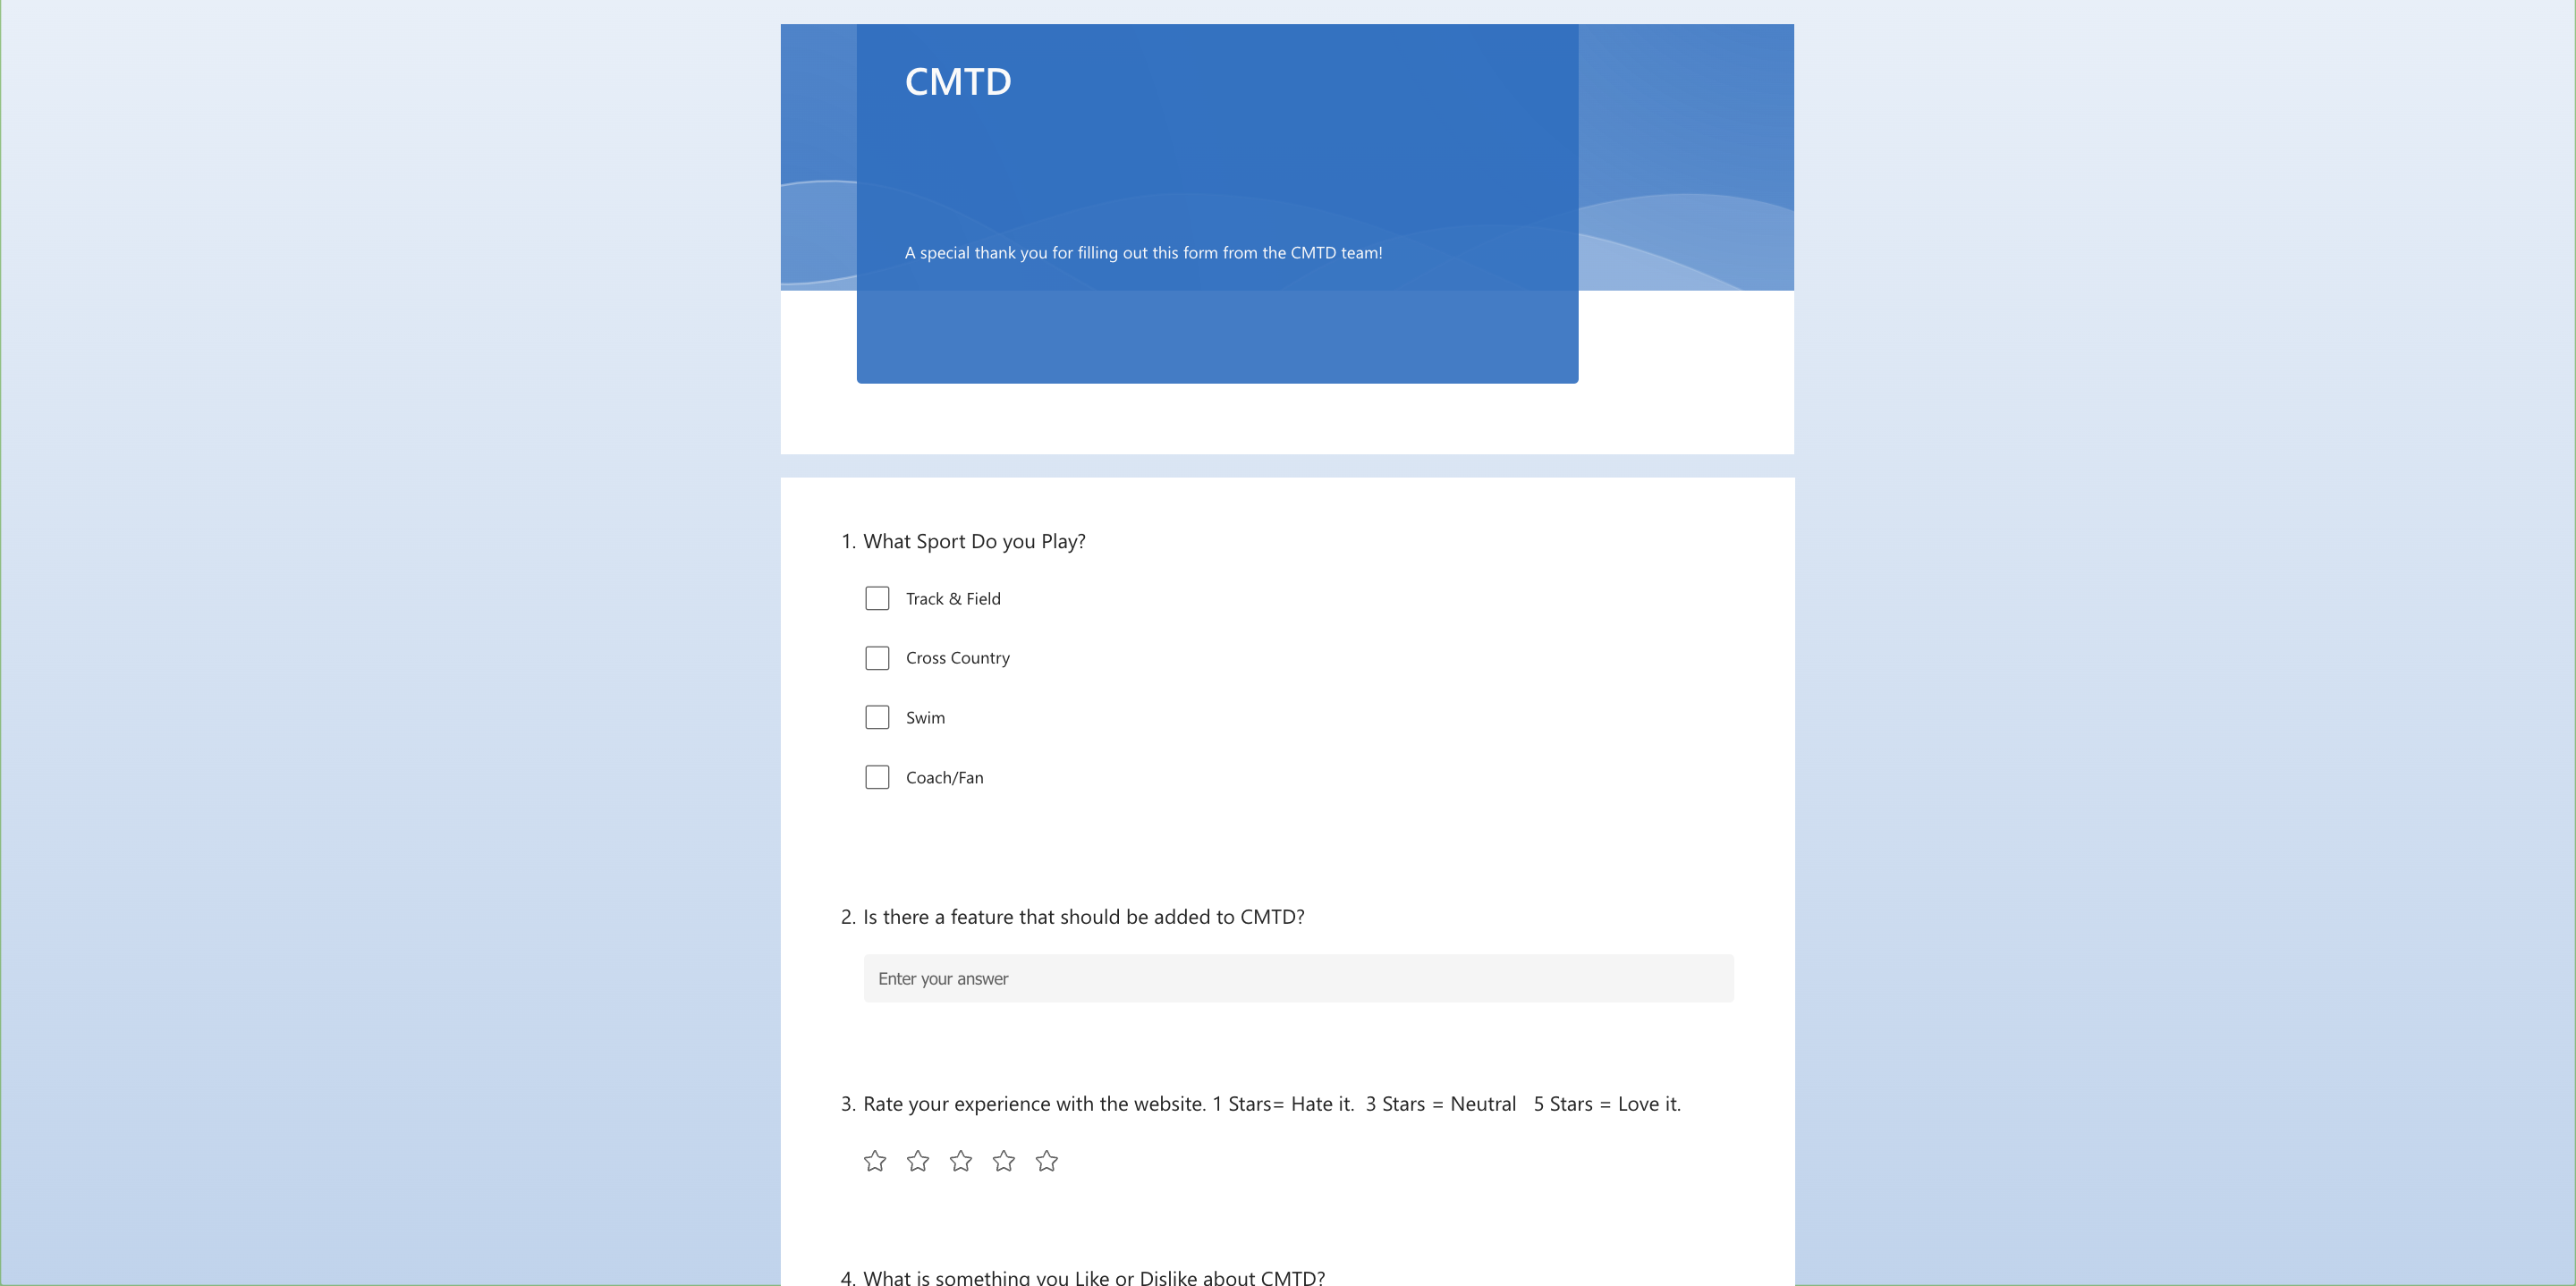 CMTD
A special thank you for filling out this form from the CMTD team!
1. What Sport Do you Play?
Track & Field
Cross Country
Swim
Coach/Fan
2. Is there a feature that should be added to CMTD?
Enter your answer
3. Rate your experience with the website. 1 Stars= Hate it.  3 Stars = Neutral   5 Stars = Love it.
4. What is something you Like or Dislike about CMTD?